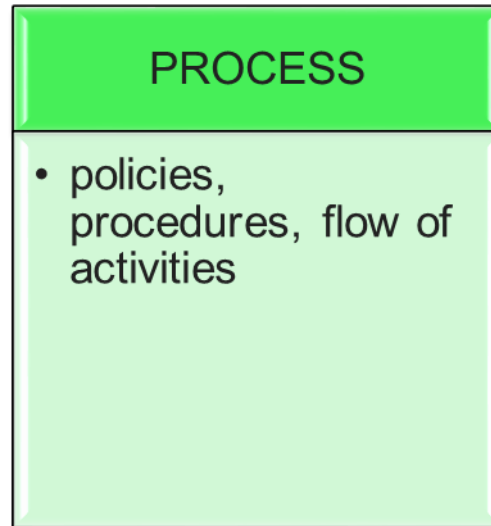 PROCESS
• policies,
procedures, flow of
activities